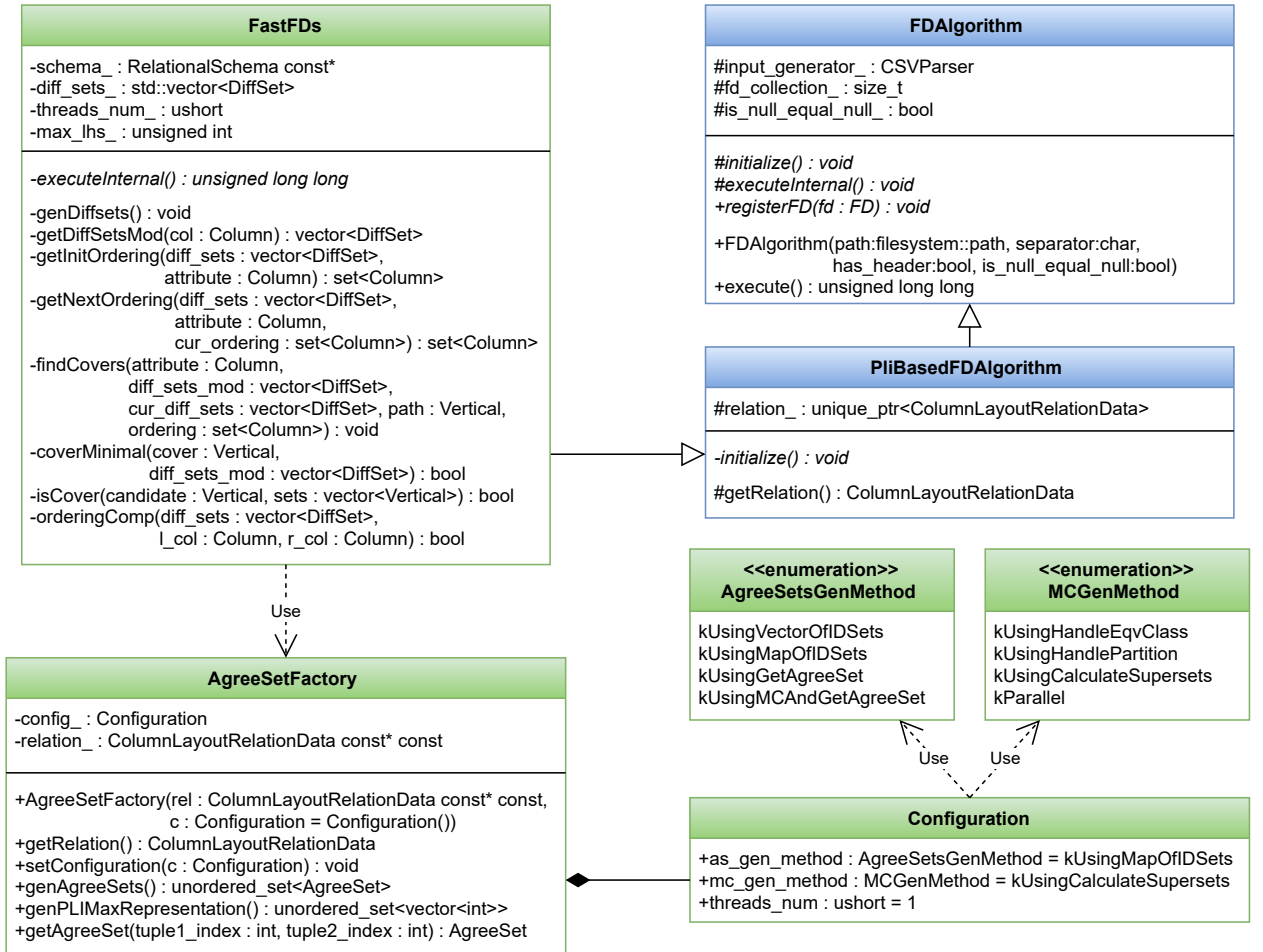 FastFDs
-schema_ : RelationalSchema const*
-diff_sets_ : std::vector<DiffSet>
-threads_num_ : ushort
-max_lhs_ : unsigned int
-executeInternal() : unsigned long long
-genDiffsets() : void
-getDiffSetsMod(col : Column) : vector<DiffSet>
-getInitOrdering(diff_sets : vector<DiffSet>,
attribute : Column) : set<Column>
-getNextOrdering(diff_sets : vector<DiffSet>,
attribute : Column,
cur_ordering : set<Column>) : set<Column>
-findCovers(attribute : Column,
diff_sets_mod : vector<DiffSet>,
cur_diff_sets : vector<DiffSet>, path : Vertical,
ordering : set<Column>) : void
-coverMinimal(cover : Vertical,
diff_sets_mod : vector<DiffSet>) : bool
-isCover(candidate : Vertical, sets : vector<Vertical>) : bool
-orderingComp(diff_sets : vector<DiffSet>,
l_col : Column, r_col : Column) : bool
FDAlgorithm
#input_generator_ : CSVParser
#fd_collection_ : size_t
#is_null_equal_null_ : bool
#initialize() : void
#executeInternal() : void
+registerFD(fd : FD) : void
+FDAlgorithm(path:filesystem::path, separator:char,
has_header:bool, is_null_equal_null:bool)
+execute() : unsigned long long
PliBasedFDAlgorithm
#relation_ : unique_ptr<ColumnLayoutRelationData>
-initialize() : void
#getRelation() : ColumnLayoutRelationData
Use
AgreeSetFactory
-config_ : Configuration
-relation_ : ColumnLayoutRelationData const* const
+AgreeSetFactory(rel : ColumnLayoutRelationData const* const,
c : Configuration = Configuration())
+getRelation() : ColumnLayoutRelationData
+setConfiguration(c : Configuration) : void
+genAgreeSets() : unordered_set<AgreeSet>
+genPLIMaxRepresentation() : unordered_set<vector<int>>
+getAgreeSet(tuple1_index : int, tuple2_index : int) : AgreeSet
<<enumeration>>
AgreeSetsGenMethod
kUsingVectorOfIDSets
kUsingMapOfIDSets
kUsingGetAgreeSet
kUsingMCAndGetAgreeSet
<<enumeration>>
MCGenMethod
kUsingHandleEqvClass
kUsingHandlePartition
kUsingCalculateSupersets
kParallel
Use
Use
Configuration
+as_gen_method : AgreeSetsGenMethod = kUsingMapOfIDSets
+mc_gen_method : MCGenMethod = kUsingCalculateSupersets
+threads_num : ushort = 1